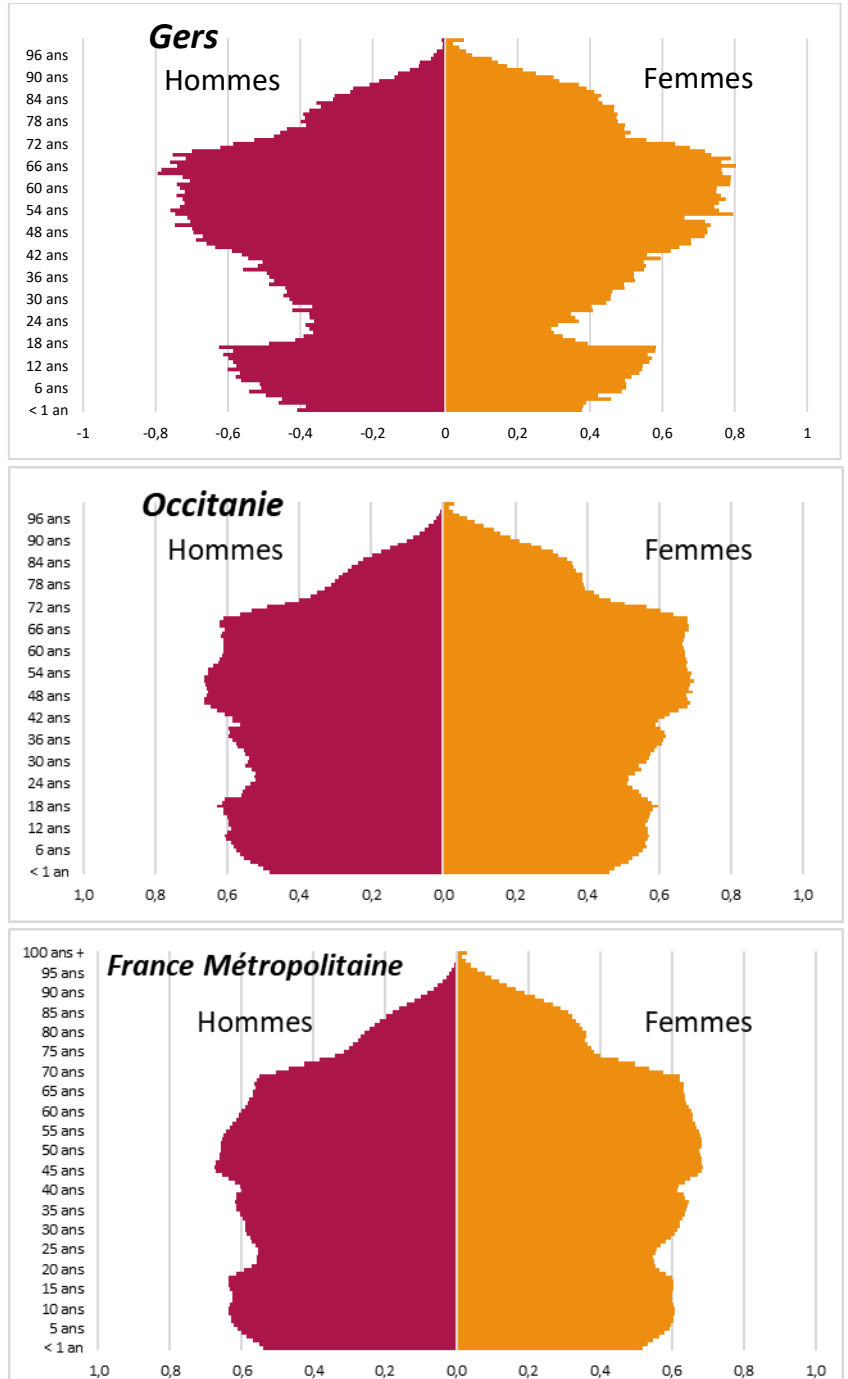 Gers
Hommes
Femmes
96 ans
90 ans
84 ans
78 ans
72 ans
66 ans
60 ans
54 ans
48 ans
42 ans
36 ans
30 ans
24 ans
18 ans
12 ans
6 ans
< 1 an
-1 -0,8 -0,6 -0,4 -0,2 0 0,2 0,4 0,6 0,8 1
Occitanie
Hommes
Femmes
96 ans
90 ans
84 ans
78 ans
72 ans
66 ans
60 ans
54 ans
48 ans
42 ans
36 ans
30 ans
24 ans
18 ans
12 ans
6 ans
< 1 an
1,0 0,8 0,6 0,4 0,2 0,0 0,2 0,4 0,6 0,8 1,0
France Métropolitaine
Hommes
Femmes
100 ans +
95 ans
90 ans
85 ans
80 ans
75 ans
70 ans
65 ans
60 ans
55 ans
50 ans
45 ans
40 ans
35 ans
30 ans
25 ans
20 ans
15 ans
10 ans
5 ans
< 1 an
1,0 0,8 0,6 0,4 0,2 0,0 0,2 0,4 0,6 0,8 1,0